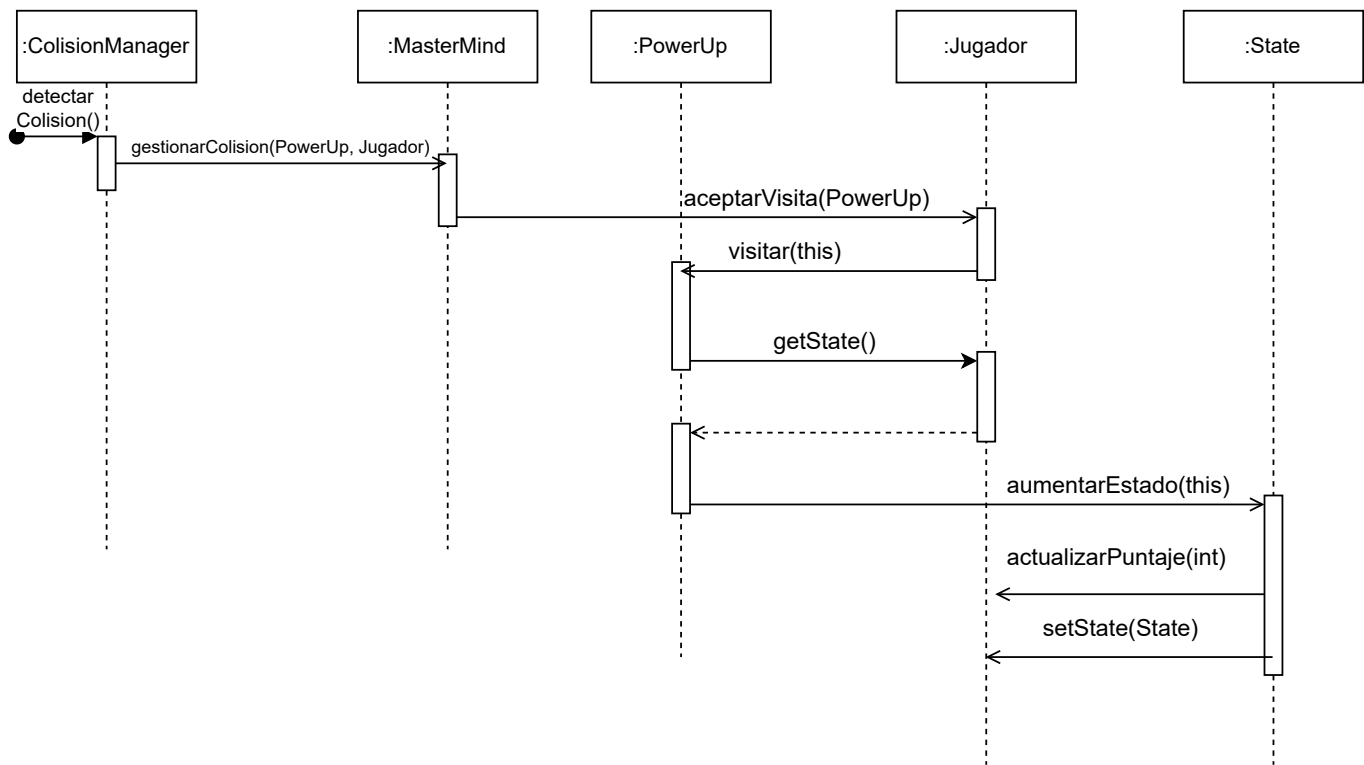 :ColisionManager
:MasterMind
:PowerUp
:Jugador
:State
detectar
Colision()
gestionarColision(PowerUp, Jugador)
aceptarVisita(PowerUp)
visitar(this)
getState()
aumentarEstado(this)
actualizarPuntaje(int)
setState(State)